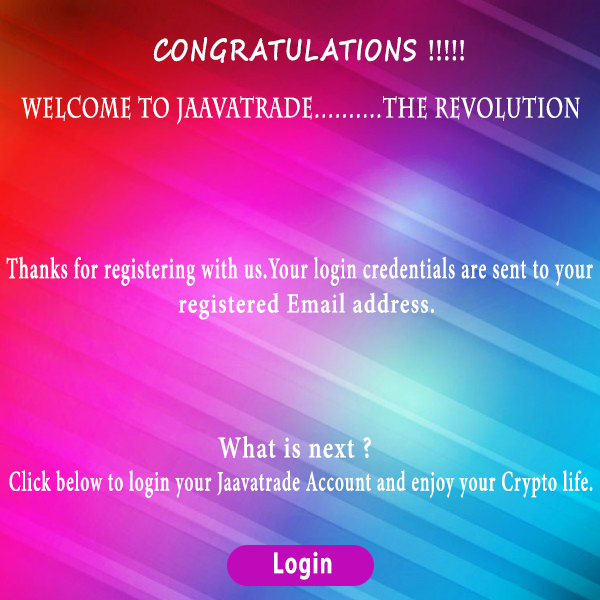 CONGRATULATIONS !!!!!
WELCOME TO JAAVATRADE..........THE REVOLUTION
Thanks for registering with us.Your login credentials are sent to your
registered Email address.
What is next ?
Click below to login your Jaavatrade Account and enjoy your Crypto life.
Login